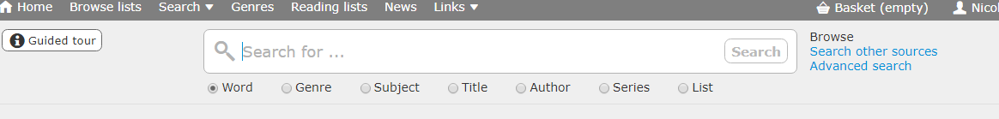 Home Browse lists Search Genres Reading lists News Links Basket (empty)
Guided tour
Search for ... Search
Browse
Search other sources
Advanced search
Word Genre Subject Title Author Series List